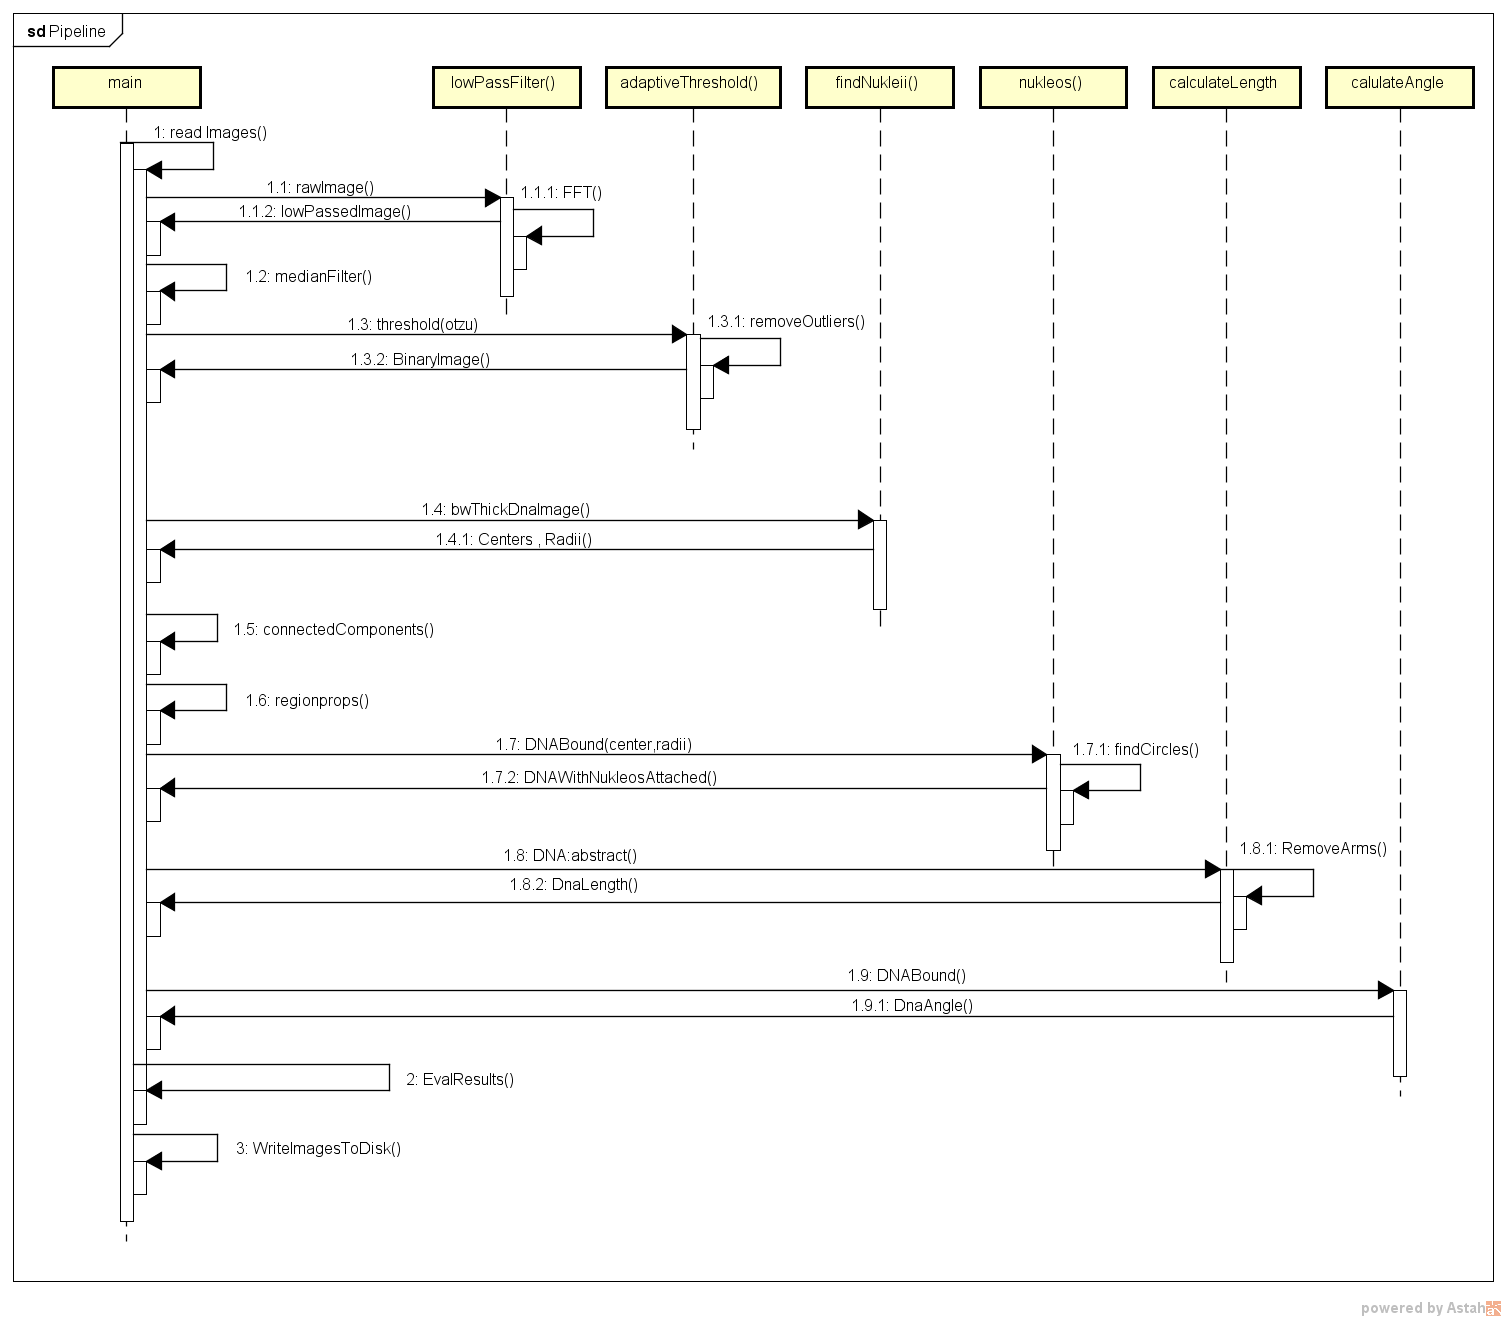 sd Pipeline
main
lowPassFilter()
adaptiveThreshold()
findNukleii()
nukleos()
calculateLength
calulateAngle
1: read Images()
1.1: rawImage()
1.1.1: FFT()
1.1.2: lowPassedImage()
1.2: medianFilter()
1.3: threshold(otzu)
1.3.1: removeOutliers()
1.3.2: BinaryImage()
1.4: bwThickDnaImage()
1.4.1: Centers , Radii()
1.5: connectedComponents()
1.6: regionprops()
1.7: DNABound(center,radii)
1.7.1: findCircles()
1.7.2: DNAWithNukleosAttached()
1.8: DNA:abstract()
1.8.1: RemoveArms()
1.8.2: DnaLength()
1.9: DNABound()
1.9.1: DnaAngle()
2: EvalResults()
3: WriteImagesToDisk()
powered by Astah